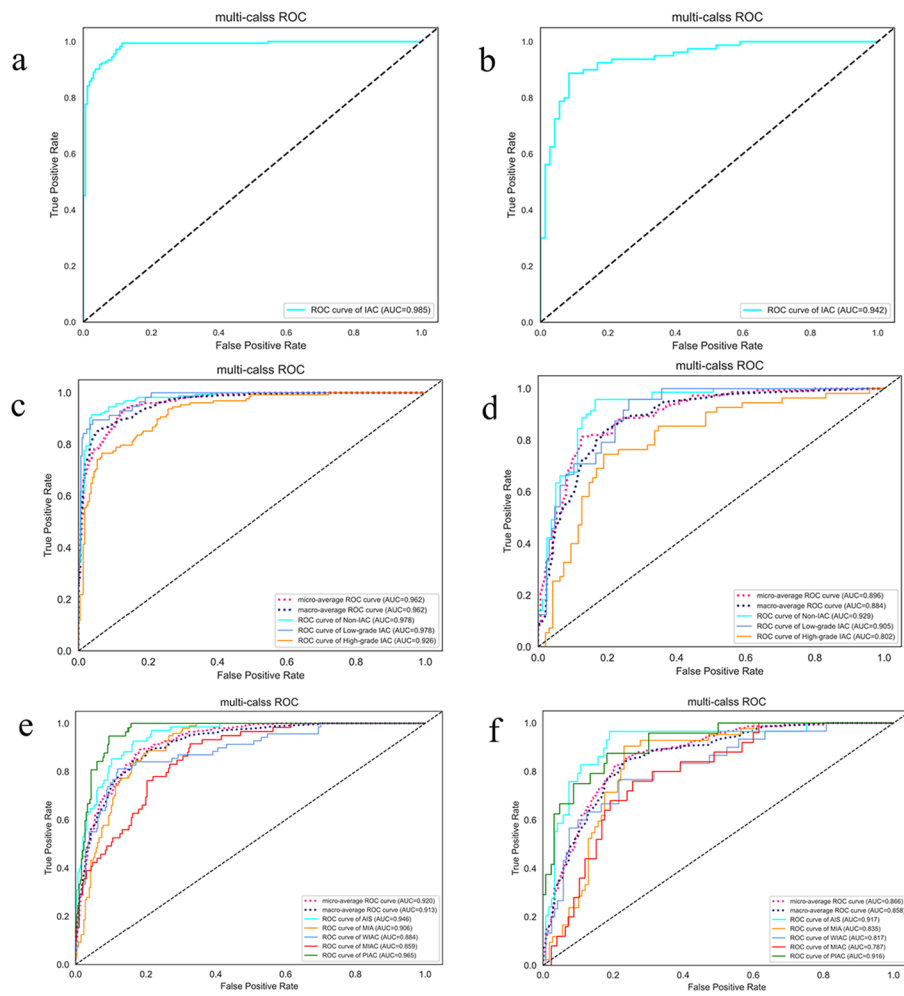 a
multi-calss ROC
True Positive Rate
1.0
0.8
0.6
0.4
0.2
0.0
0.0 0.2 0.4 0.6 0.8 1.0
False Positive Rate
ROC curve of IAC (AUC=0.985)
b
multi-calss ROC
True Positive Rate
1.0
0.8
0.6
0.4
0.2
0.0
0.0 0.2 0.4 0.6 0.8 1.0
False Positive Rate
ROC curve of IAC (AUC=0.942)
c
multi-calss ROC
True Positive Rate
1.0
0.8
0.6
0.4
0.2
0.0
0.0 0.2 0.4 0.6 0.8 1.0
False Positive Rate
micro-average ROC curve (AUC=0.962)
macro-average ROC curve (AUC=0.962)
ROC curve of Non-IAC (AUC=0.978)
ROC curve of Low-grade IAC (AUC=0.978)
ROC curve of High-grade IAC (AUC=0.926)
d
multi-calss ROC
True Positive Rate
1.0
0.8
0.6
0.4
0.2
0.0
0.0 0.2 0.4 0.6 0.8 1.0
False Positive Rate
micro-average ROC curve (AUC=0.896)
macro-average ROC curve (AUC=0.884)
ROC curve of Non-IAC (AUC=0.929)
ROC curve of Low-grade IAC (AUC=0.905)
ROC curve of High-grade IAC (AUC=0.802)
e
multi-calss ROC
True Positive Rate
1.0
0.8
0.6
0.4
0.2
0.0
0.0 0.2 0.4 0.6 0.8 1.0
False Positive Rate
micro-average ROC curve (AUC=0.920)
macro-average ROC curve (AUC=0.913)
ROC curve of AIS (AUC=0.946)
ROC curve of MIA (AUC=0.906)
ROC curve of WIAC (AUC=0.884)
ROC curve of MIAC (AUC=0.859)
ROC curve of PIAC (AUC=0.965)
f
multi-calss ROC
True Positive Rate
1.0
0.8
0.6
0.4
0.2
0.0
0.0 0.2 0.4 0.6 0.8 1.0
False Positive Rate
micro-average ROC curve (AUC=0.866)
macro-average ROC curve (AUC=0.858)
ROC curve of AIS (AUC=0.917)
ROC curve of MIA (AUC=0.835)
ROC curve of WIAC (AUC=0.817)
ROC curve of MIAC (AUC=0.787)
ROC curve of PIAC (AUC=0.916)